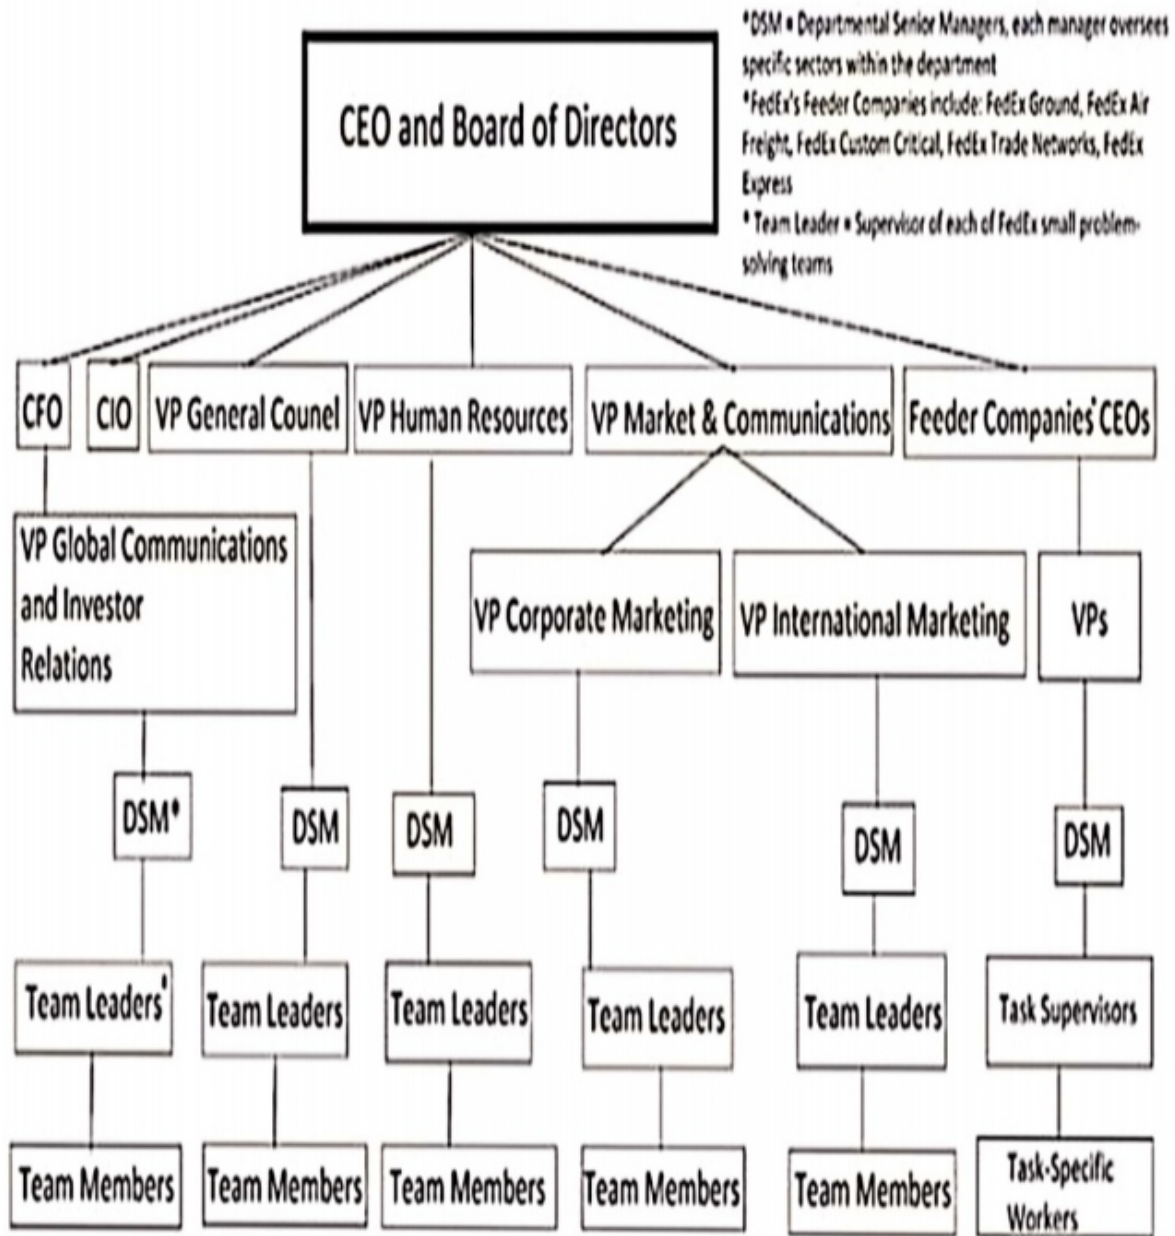 *DSM = Departmental Senior Managers, each manager oversees
specific sectors within the department
*FedEx's Feeder Companies include: FedEx Ground, FedEx Air
Freight, FedEx Custom Critical, FedEx Trade Networks, FedEx
Express
* Team Leader = Supervisor of each of FedEx small problem-
solving teams
CEO and Board of Directors
CFO
CIO
VP General Counel
VP Human Resources
VP Market & Communications
Feeder Companies*CEOs
VP Global Communications
and Investor
Relations
VP Corporate Marketing
VP International Marketing
VPs
DSM*
DSM
DSM
DSM
DSM
DSM
Team Leaders*
Team Leaders
Team Leaders
Team Leaders
Team Leaders
Task Supervisors
Team Members
Team Members
Team Members
Team Members
Team Members
Task-Specific
Workers